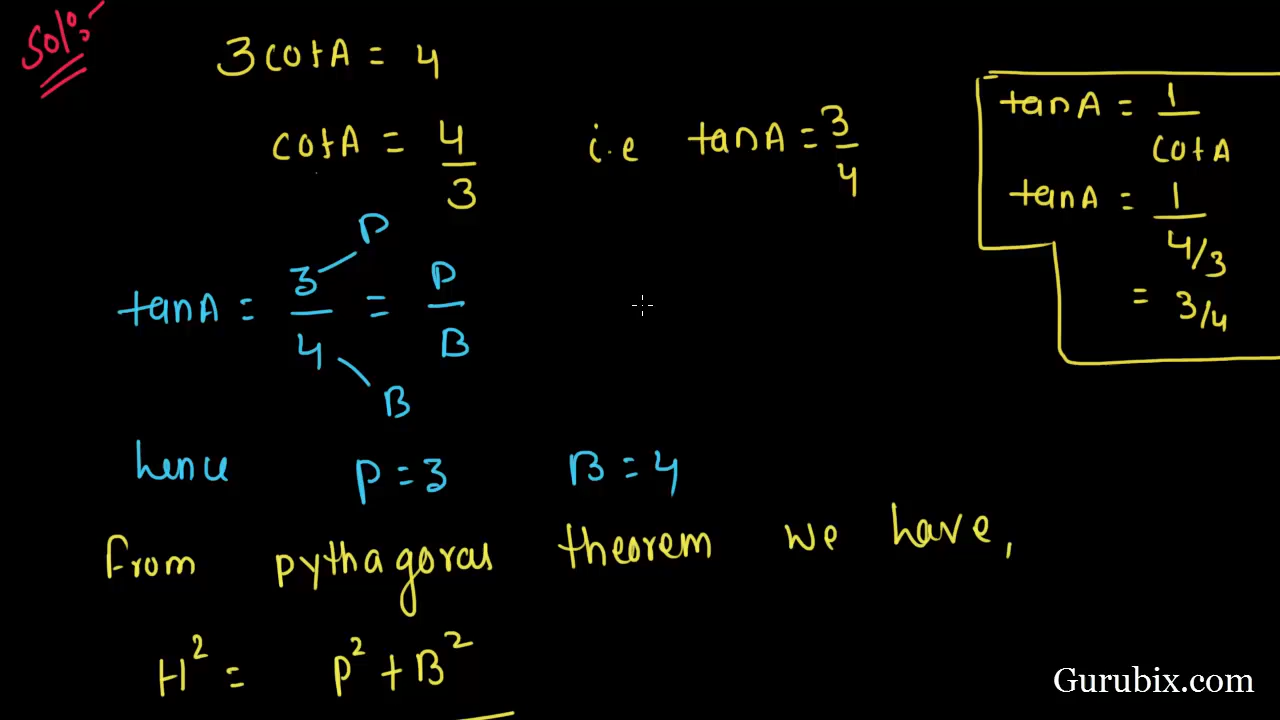 Sol:-
3cotA = 4
cotA = 4/3 i.e tanA = 3/4
tanA = 1/cotA
tanA = 1/4/3
= 3/4
P
tanA = 3/4 = P/B
B
hence P = 3 B = 4
From pythagoras theorem we have,
H² = P² + B²
Gurubix.com